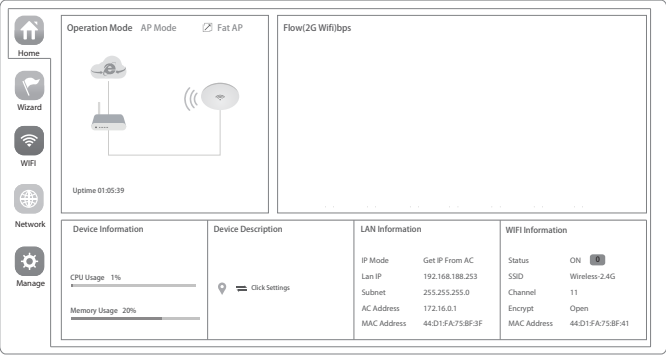 Home
Wizard
WIFI
Network
Manage
Operation Mode AP Mode Fat AP
Uptime 01:05:39
Flow(2G Wifi)bps
Device Information
CPU Usage 1%
Memory Usage 20%
Device Description
Click Settings
LAN Information
IP Mode Get IP From AC
Lan IP 192.168.188.253
Subnet 255.255.255.0
AC Address 172.16.0.1
MAC Address 44:D1:FA:75:BF:3F
WIFI Information
Status ON 0
SSID Wireless-2.4G
Channel 11
Encrypt Open
MAC Address 44:D1:FA:75:BF:41